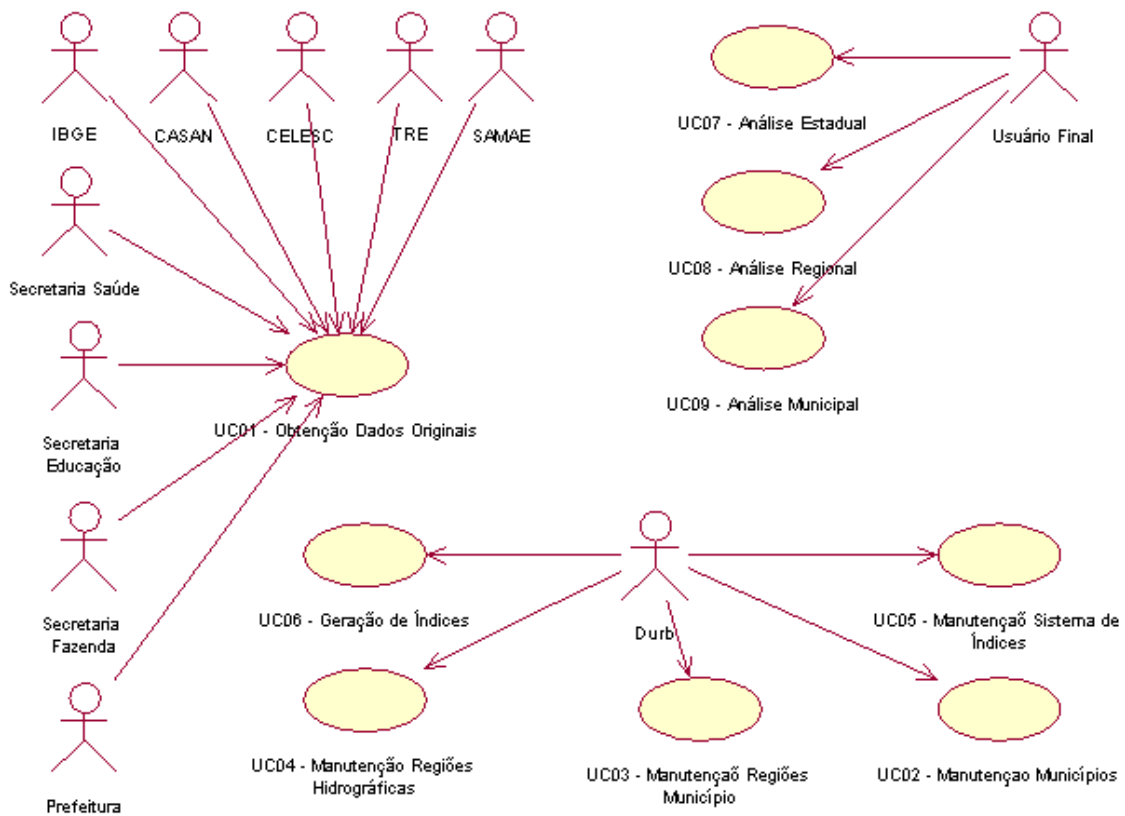 IBGE
CASAN
CELESC
TRE
SAMAE
UC07 - Análise Estadual
Usuário Final
Secretaria Saúde
UC08 - Análise Regional
UC09 - Análise Municipal
UC01 - Obtenção Dados Originais
Secretaria
Educação
Secretaria
Fazenda
UC06 - Geração de Índices
Durb
UC05 - Manutençaõ Sistema de
Índices
UC04 - Manutenção Regiões
Hidrográficas
UC03 - Manutençaõ Regiões
Município
UC02 - Manutençao Municípios
Prefeitura